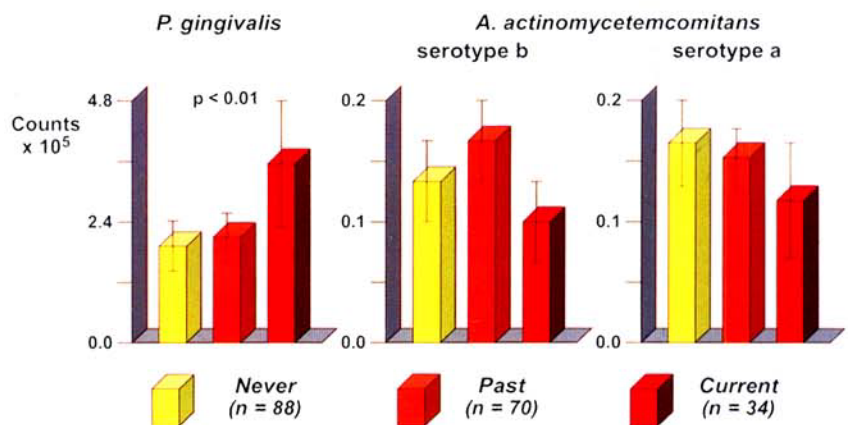 P. gingivalis
A. actinomycetemcomitans
serotype b
serotype a
Counts
x 10⁵
p < 0.01
4.8
2.4
0.0
0.2
0.1
0.0
0.2
0.1
0.0
Never
(n = 88)
Past
(n = 70)
Current
(n = 34)